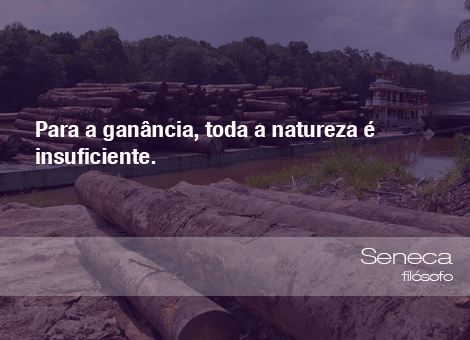 Para a ganância, toda a natureza é
insuficiente.
Seneca
filósofo